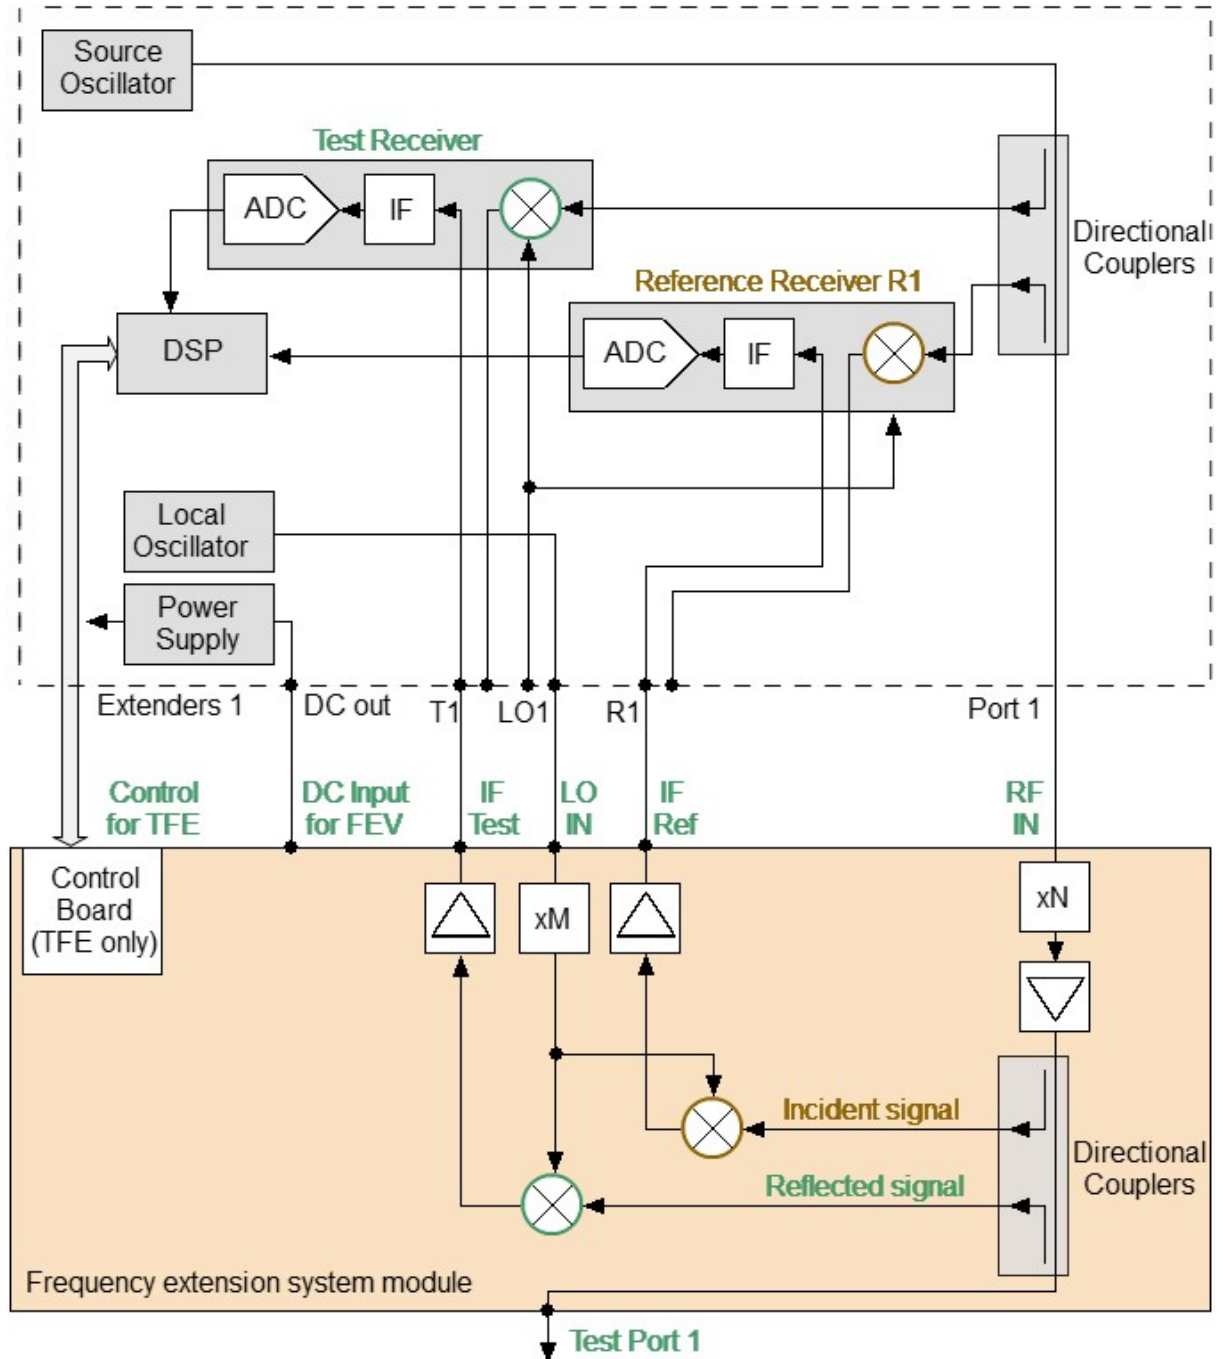 Source
Oscillator
Test Receiver
ADC
IF
Directional
Couplers
Reference Receiver R1
ADC
IF
DSP
Local
Oscillator
Power
Supply
Extenders 1
DC out
T1
LO1
R1
Port 1
Control
for TFE
DC Input
for FEV
IF
Test
LO
IN
IF
Ref
RF
IN
Control
Board
(TFE only)
xM
xN
Incident signal
Reflected signal
Directional
Couplers
Frequency extension system module
Test Port 1